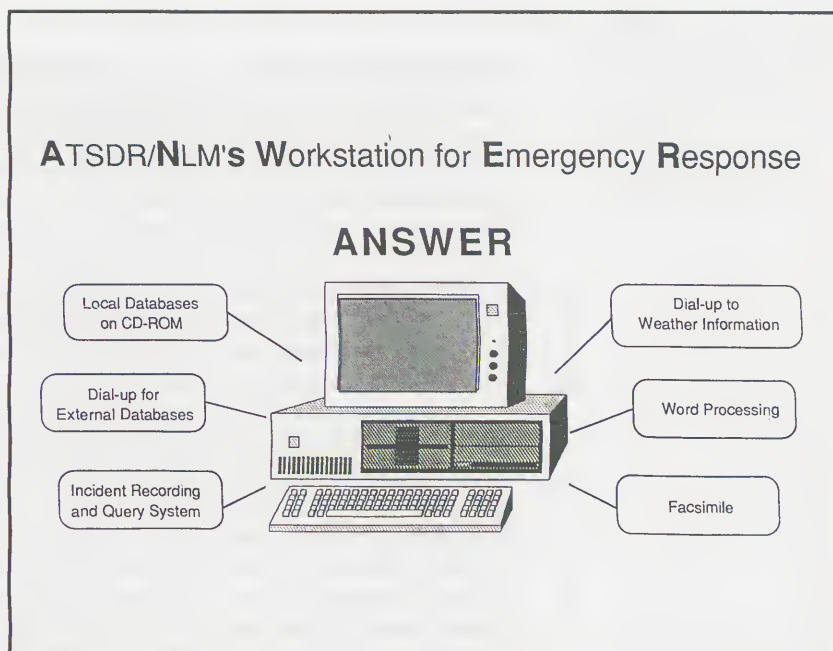 ATSDR/NLM's Workstation for Emergency Response
ANSWER
Local Databases
on CD-ROM
Dial-up for
External Databases
Incident Recording
and Query System
Dial-up to
Weather Information
Word Processing
Facsimile